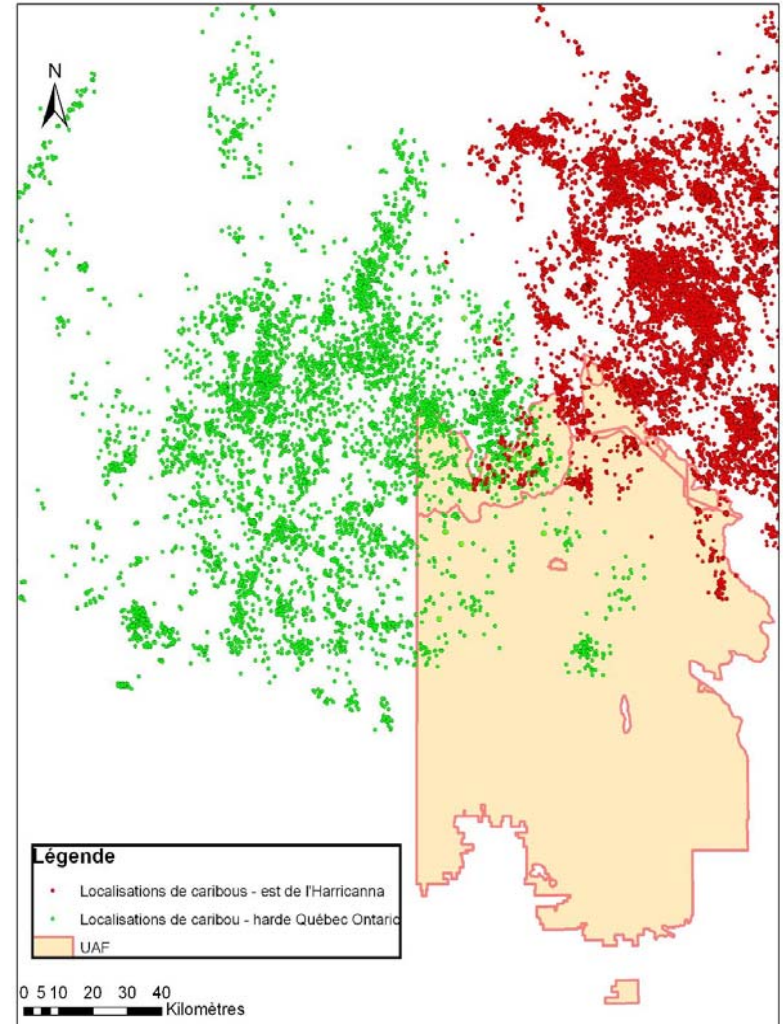 N
Légende
Localisations de caribous - est de l'Harricanna
Localisations de caribou - harde Québec Ontario
UAF
0 5 10 20 30 40
Kilomètres